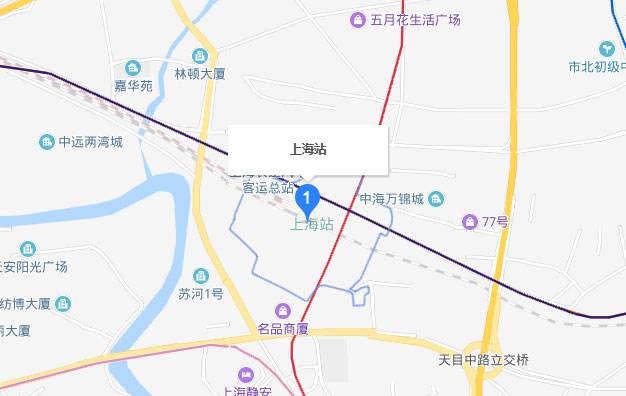 五月花生活广场
林顿大厦
嘉华苑
市北初级中
中远两湾城
上海站
客运总站
1
中海万锦城
上海站
77号
长安阳光广场
苏河1号
纺博大厦
名品商厦
天目中路立交桥
上海静安